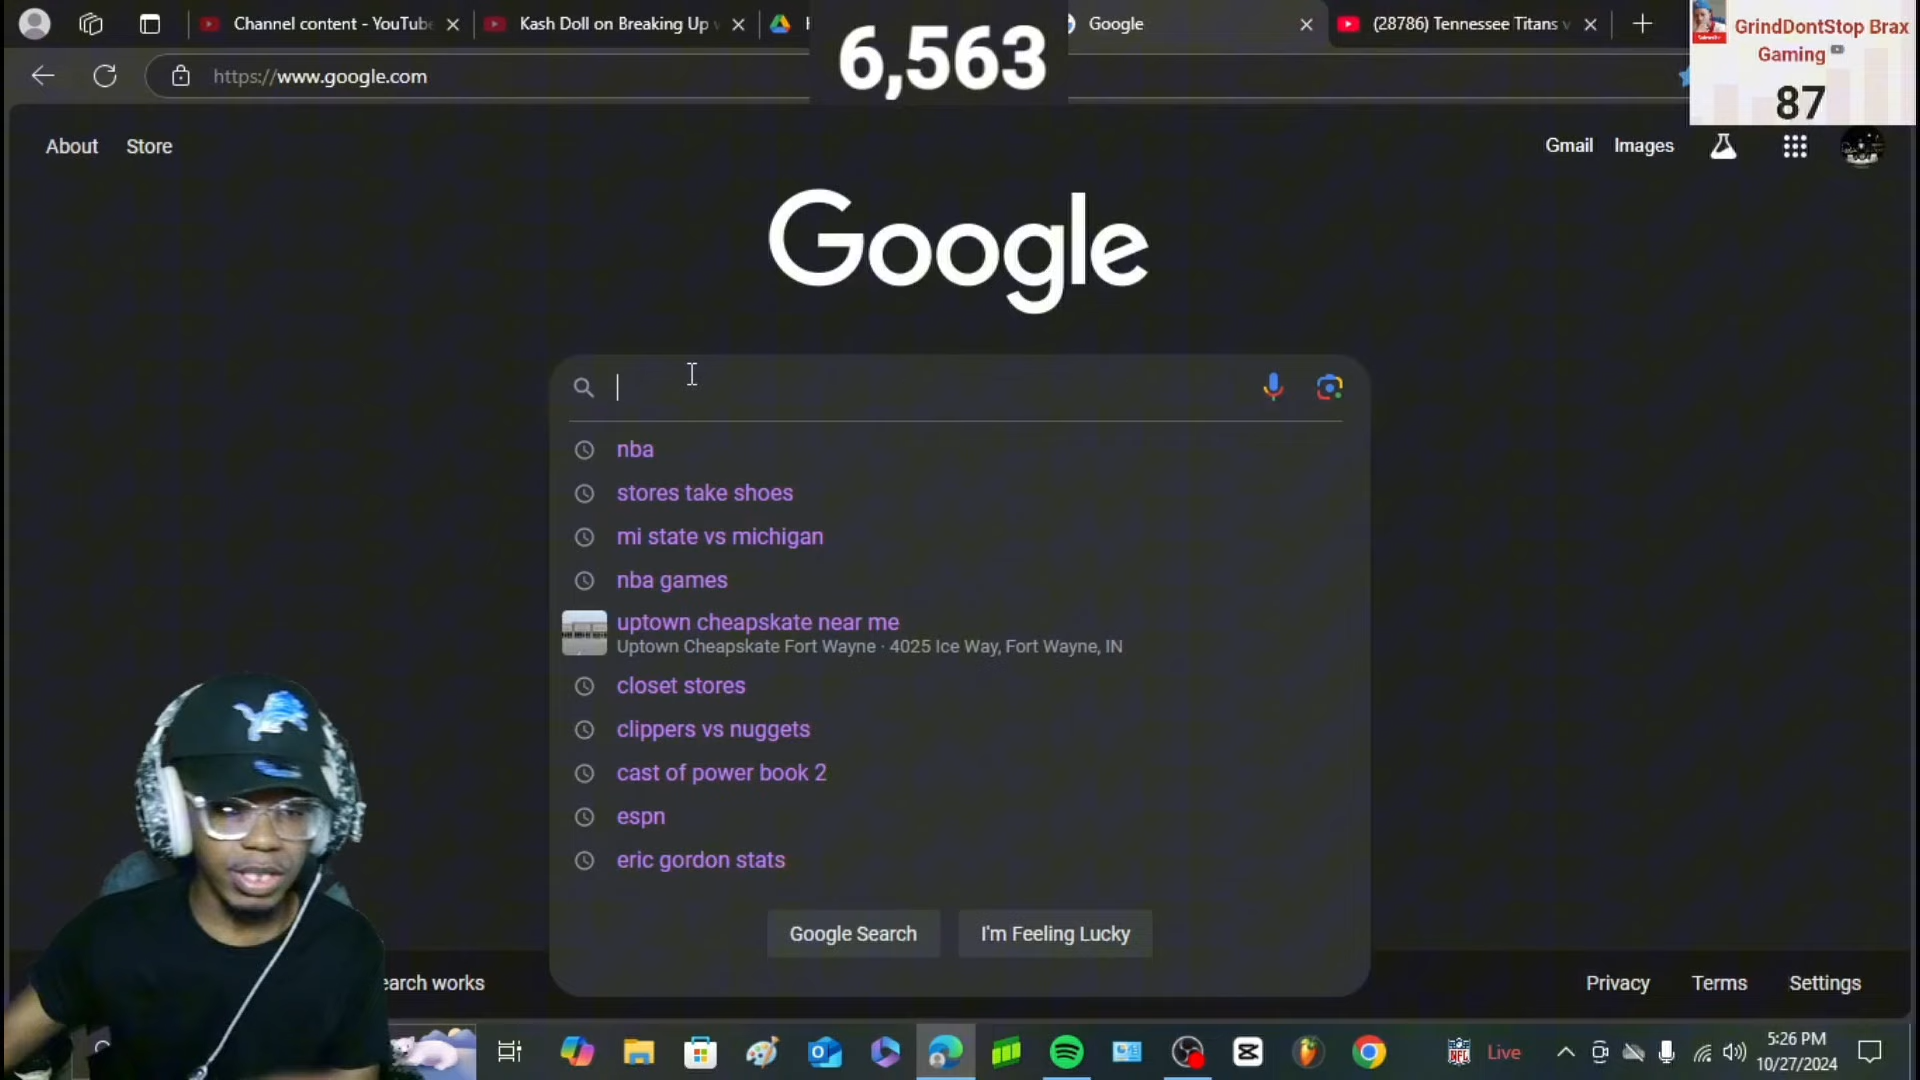 Channel content - YouTube
Kash Doll on Breaking Up
Google
(28786) Tennessee Titans v
6,563
GrindDontStop Brax
Gaming
87
https://www.google.com
About
Store
Gmail
Images
Google
nba
stores take shoes
mi state vs michigan
nba games
uptown cheapskate near me
Uptown Cheapskate Fort Wayne · 4025 Ice Way, Fort Wayne, IN
closet stores
clippers vs nuggets
cast of power book 2
espn
eric gordon stats
Google Search
I'm Feeling Lucky
earch works
Privacy
Terms
Settings
Live
5:26 PM
10/27/2024